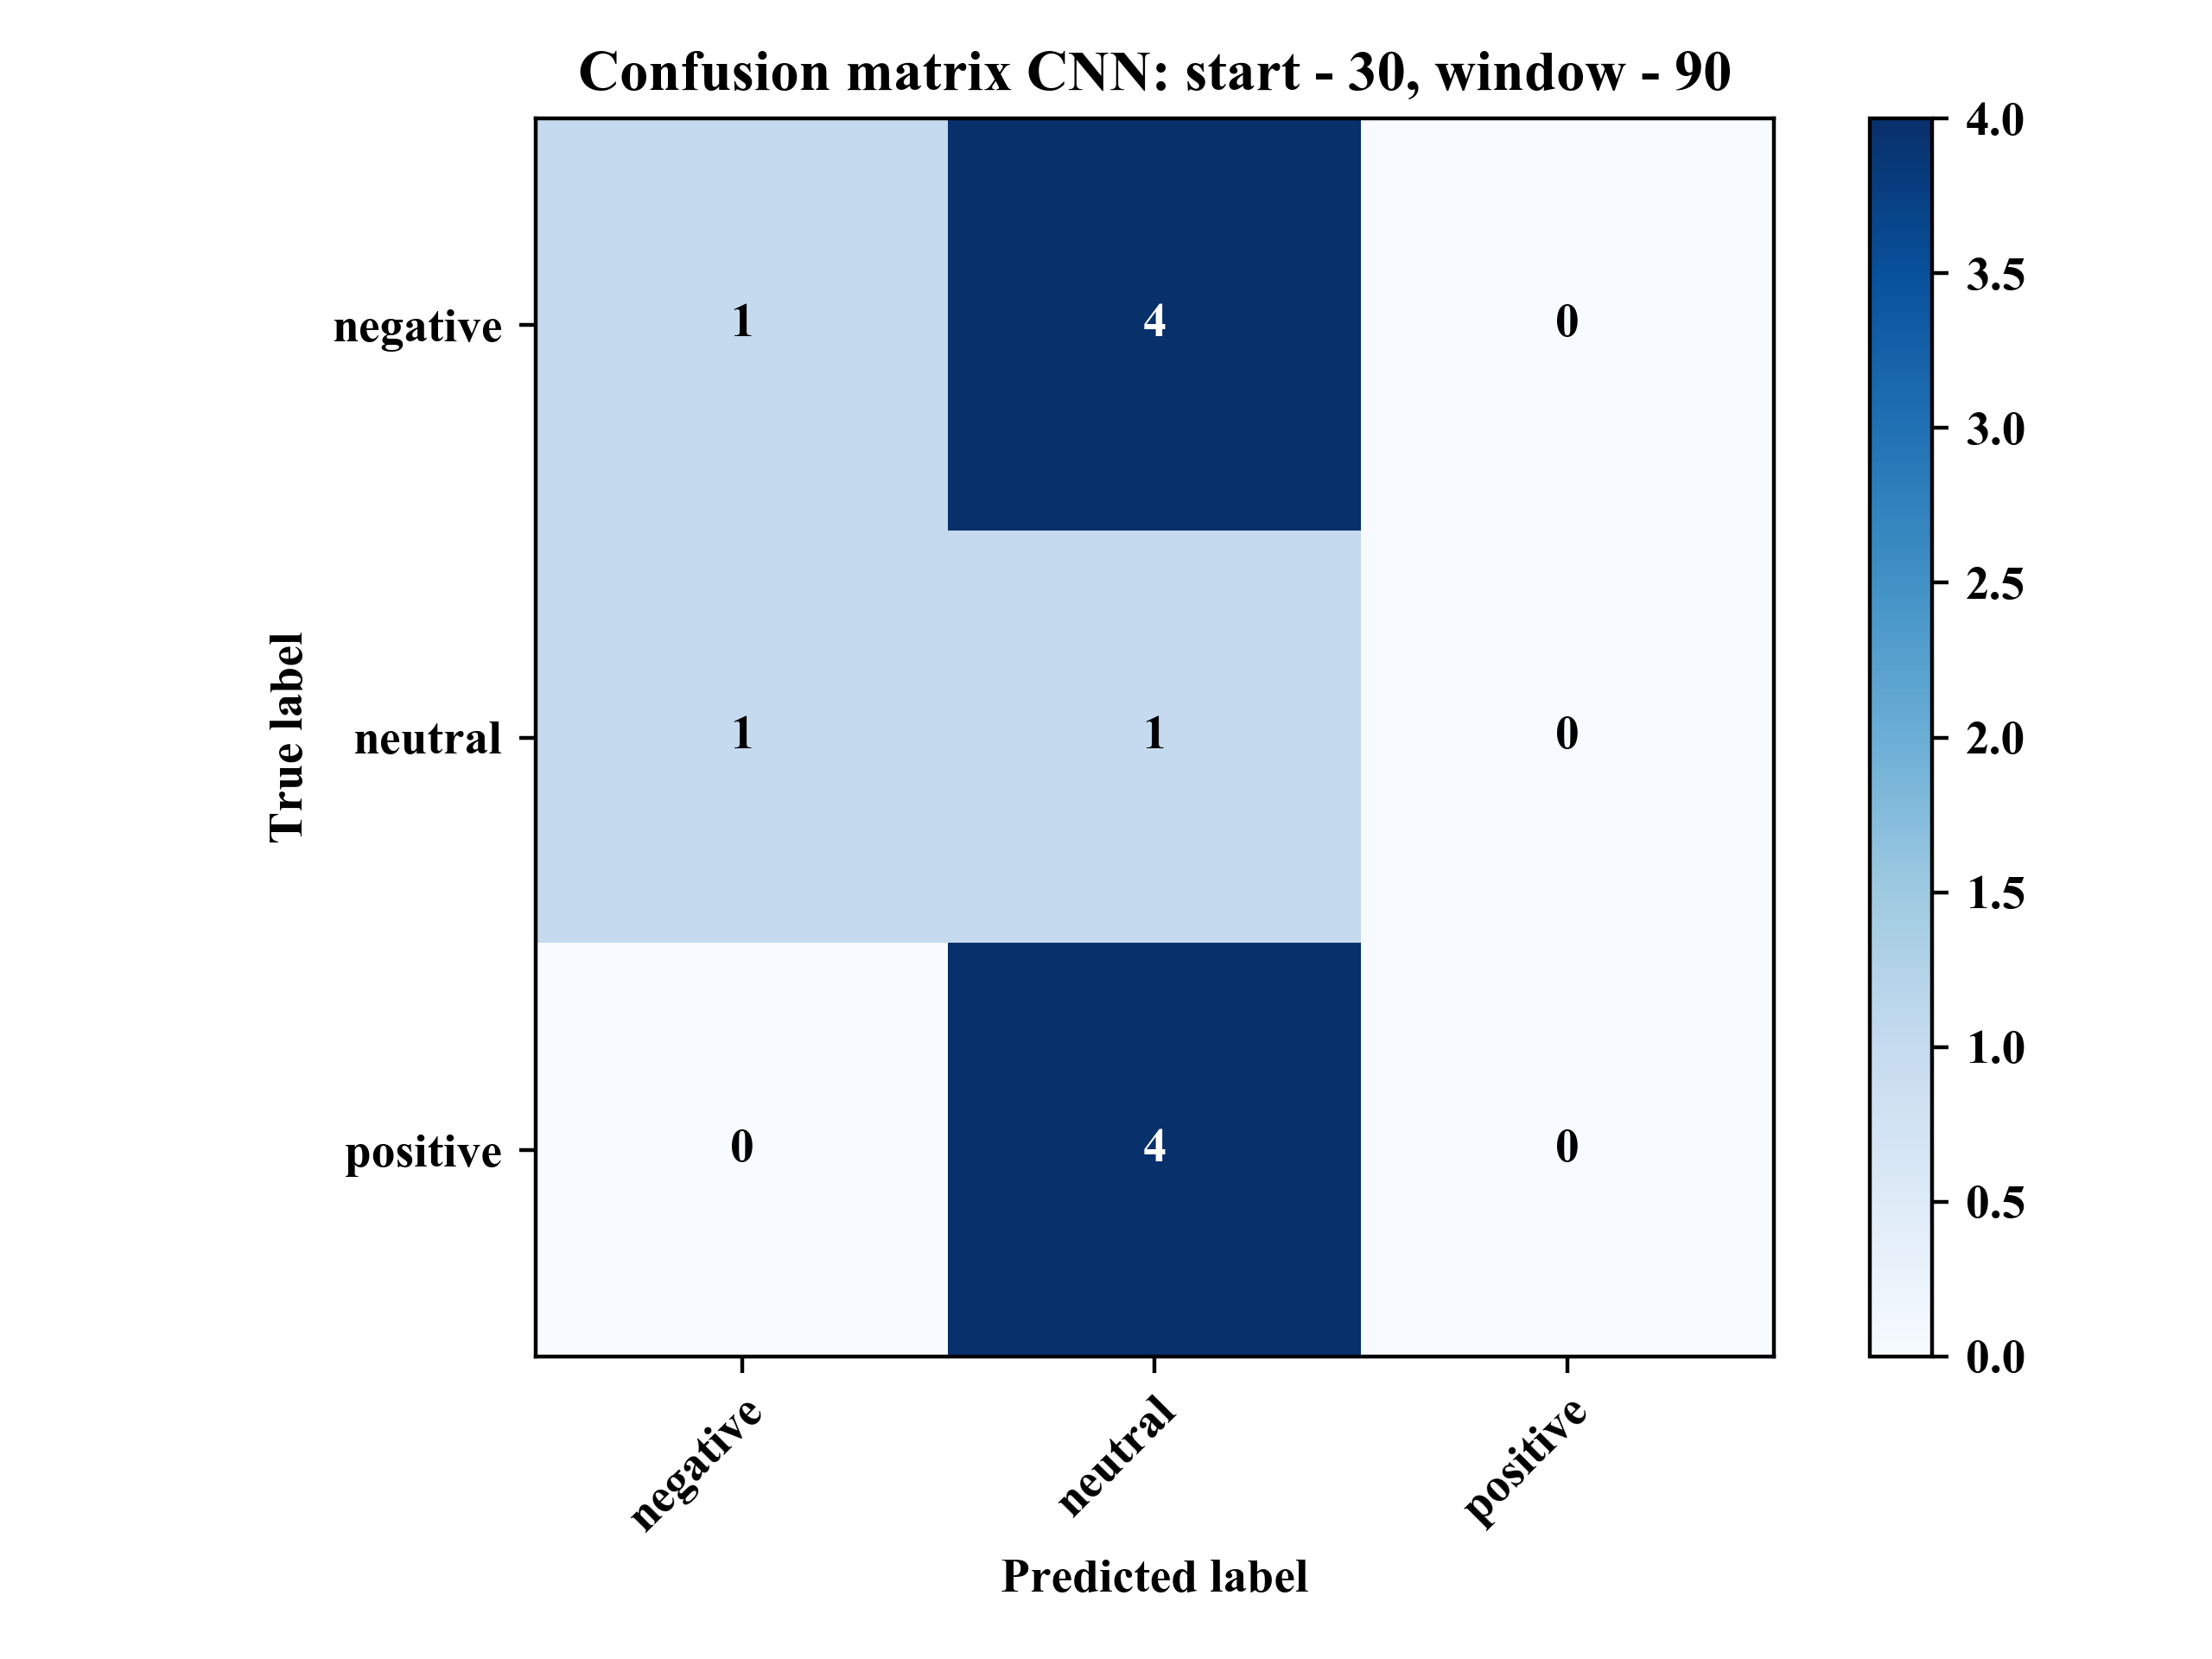 Confusion matrix CNN: start - 30, window - 90
True label
negative
neutral
positive
1 4 0
1 1 0
0 4 0
negative neutral positive
Predicted label
4.0
3.5
3.0
2.5
2.0
1.5
1.0
0.5
0.0